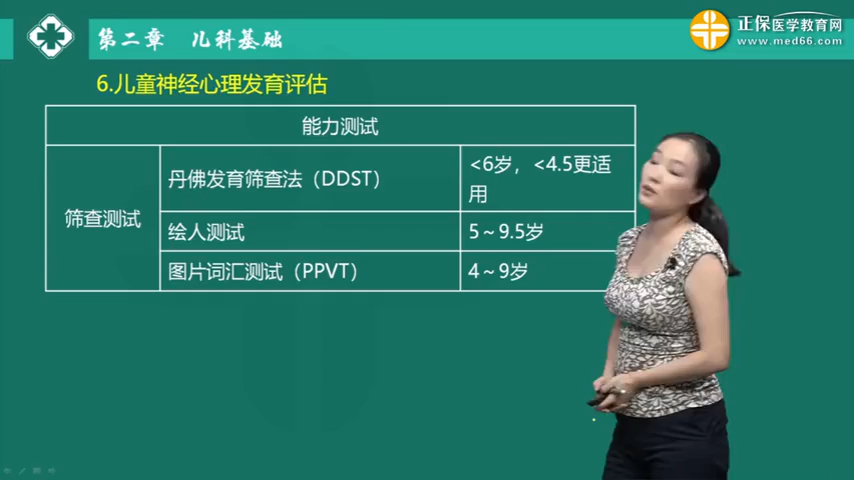 第二章 儿科基础
正保医学教育网
www.med66.com
6.儿童神经心理发育评估
能力测试
筛查测试
丹佛发育筛查法（DDST）
<6岁，<4.5更适
用
绘人测试
5～9.5岁
图片词汇测试（PPVT）
4～9岁